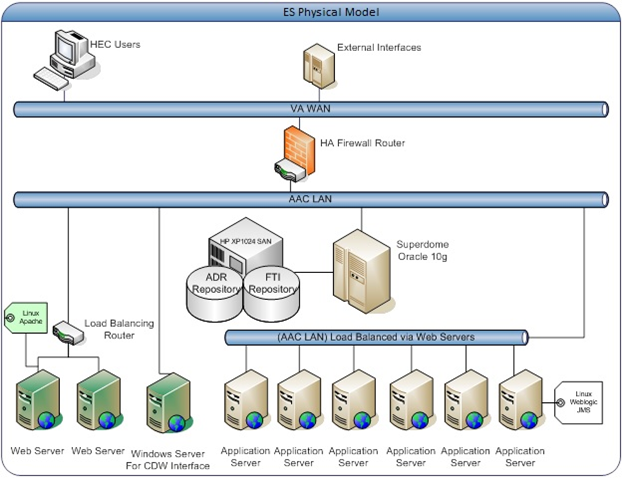 ES Physical Model
HEC Users
External Interfaces
VA WAN
HA Firewall Router
AAC LAN
HP XP1024 SAN
ADR
Repository
FTI
Repository
Superdome
Oracle 10g
Linux
Apache
Load Balancing
Router
(AAC LAN) Load Balanced via Web Servers
Linux
Weblogic
JMS
Web Server
Web Server
Windows Server
For CDW Interface
Application
Server
Application
Server
Application
Server
Application
Server
Application
Server
Application
Server